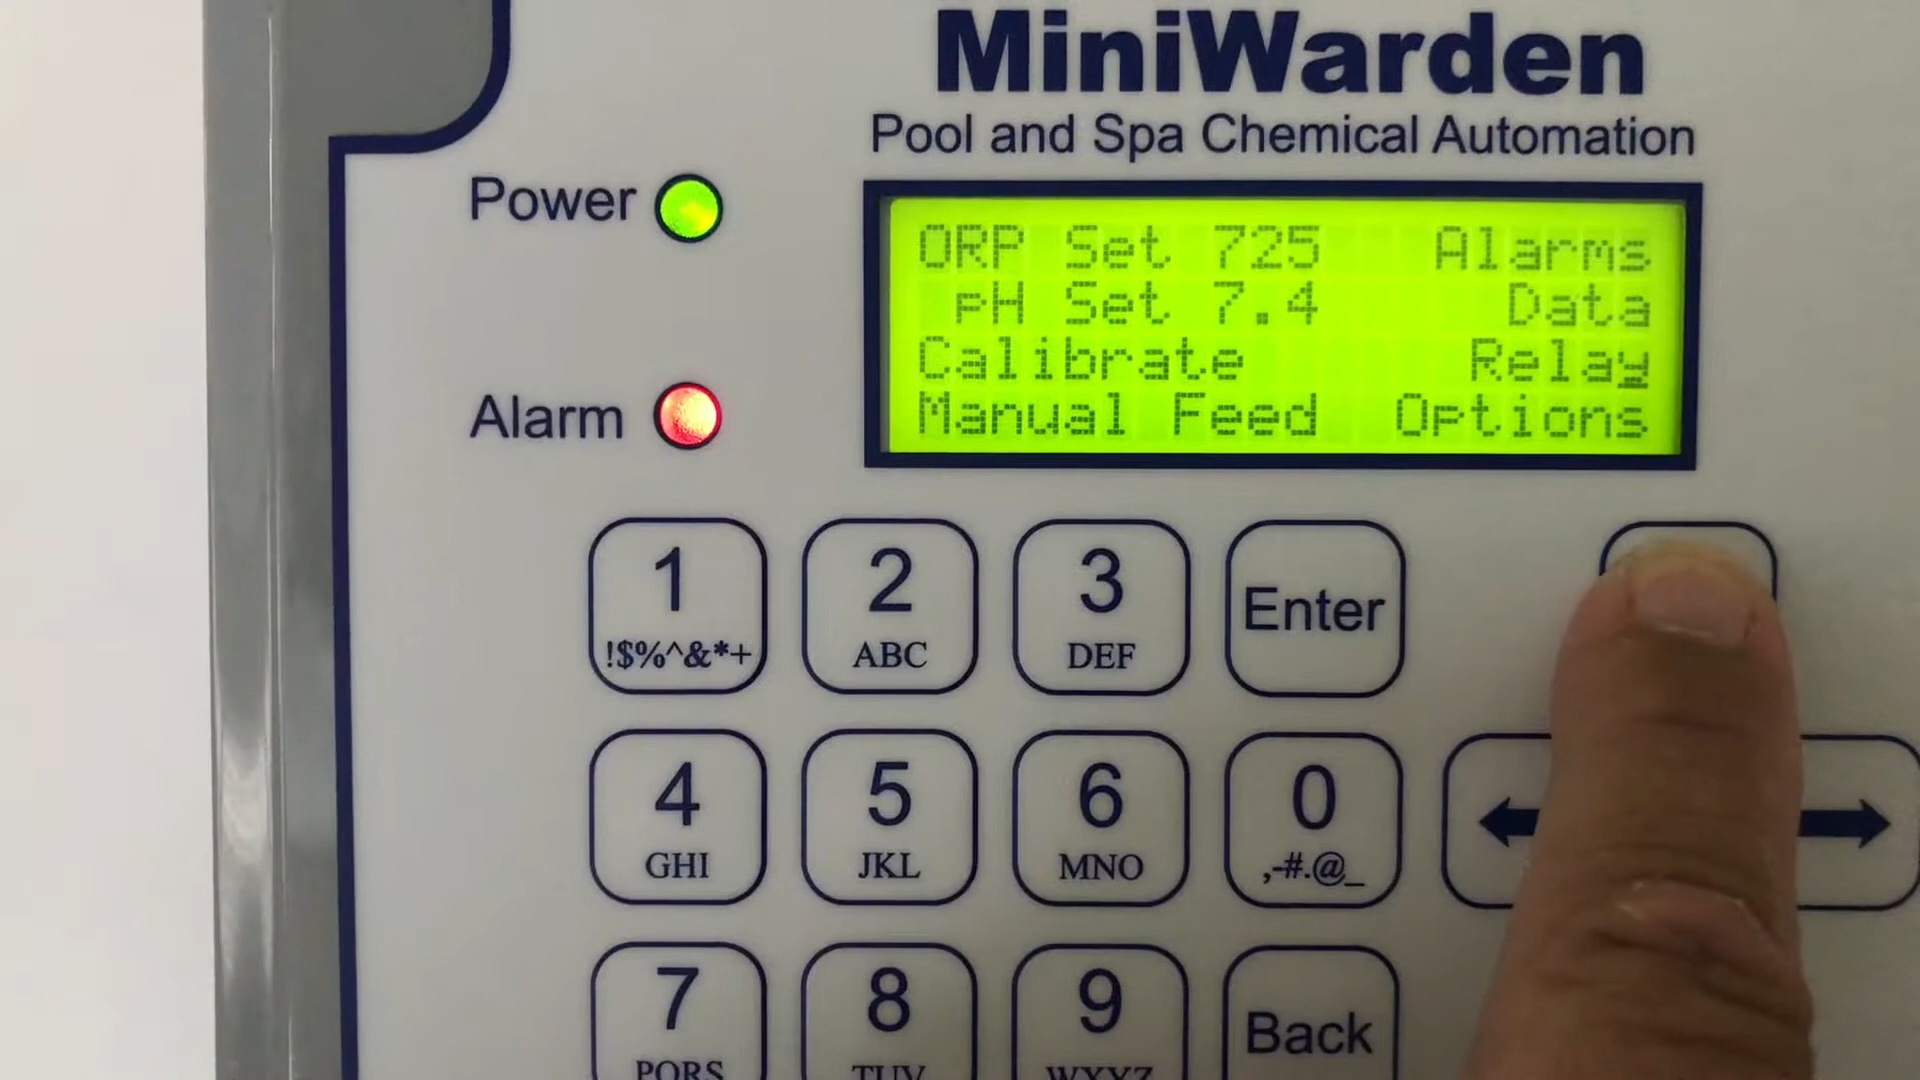 MiniWarden
Pool and Spa Chemical Automation
Power
ORP Set 725 Alarms
pH Set 7.4 Data
Calibrate Relay
Manual Feed Options
Alarm
1 2 3 Enter
!$%^&*+ ABC DEF
4 5 6 0
GHI JKL MNO ,-#.@_
7 8 9 Back
PQRS TUV WXYZ